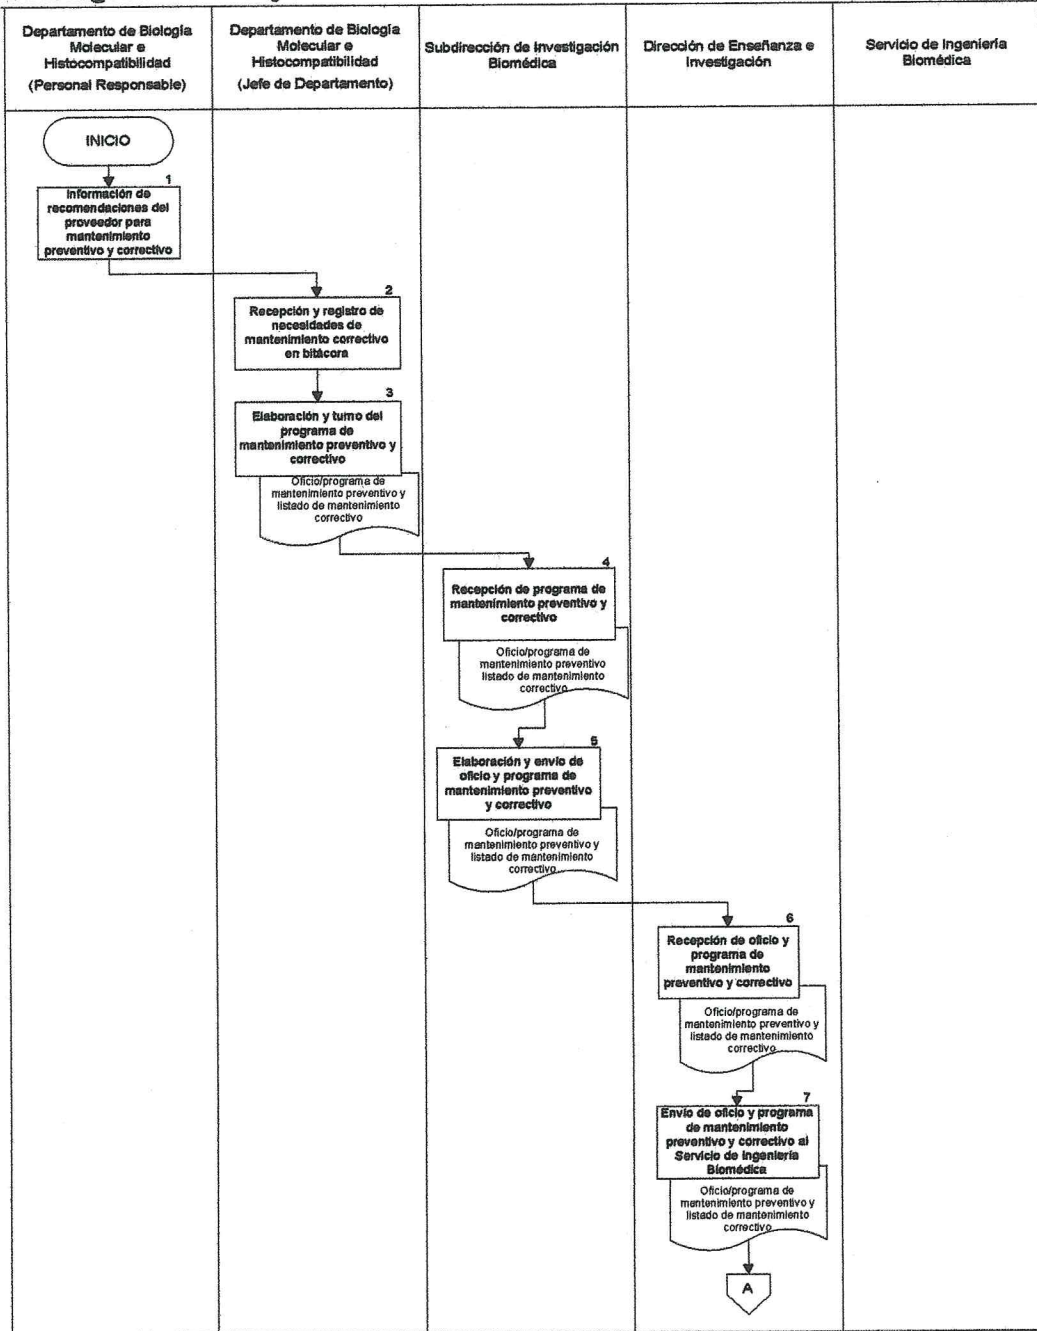 Departamento de Biología
Molecular e
Histocompatibilidad
(Personal Responsable)
Departamento de Biología
Molecular e
Histocompatibilidad
(Jefe de Departamento)
Subdirección de Investigación
Biomédica
Dirección de Enseñanza e
Investigación
Servicio de Ingeniería
Biomédica
INICIO
1
Información de
recomendaciones del
proveedor para
mantenimiento
preventivo y correctivo
2
Recepción y registro de
necesidades de
mantenimiento correctivo
en bitácora
3
Elaboración y turno del
programa de
mantenimiento preventivo y
correctivo
Oficio/programa de
mantenimiento preventivo y
listado de mantenimiento
correctivo
4
Recepción de programa de
mantenimiento preventivo y
correctivo
Oficio/programa de
mantenimiento preventivo
listado de mantenimiento
correctivo
5
Elaboración y envío de
oficio y programa de
mantenimiento preventivo
y correctivo
Oficio/programa de
mantenimiento preventivo y
listado de mantenimiento
correctivo
6
Recepción de oficio y
programa de
mantenimiento
preventivo y correctivo
Oficio/programa de
mantenimiento preventivo y
listado de mantenimiento
correctivo
7
Envío de oficio y programa
de mantenimiento
preventivo y correctivo al
Servicio de Ingeniería
Biomédica
Oficio/programa de
mantenimiento preventivo y
listado de mantenimiento
correctivo
A